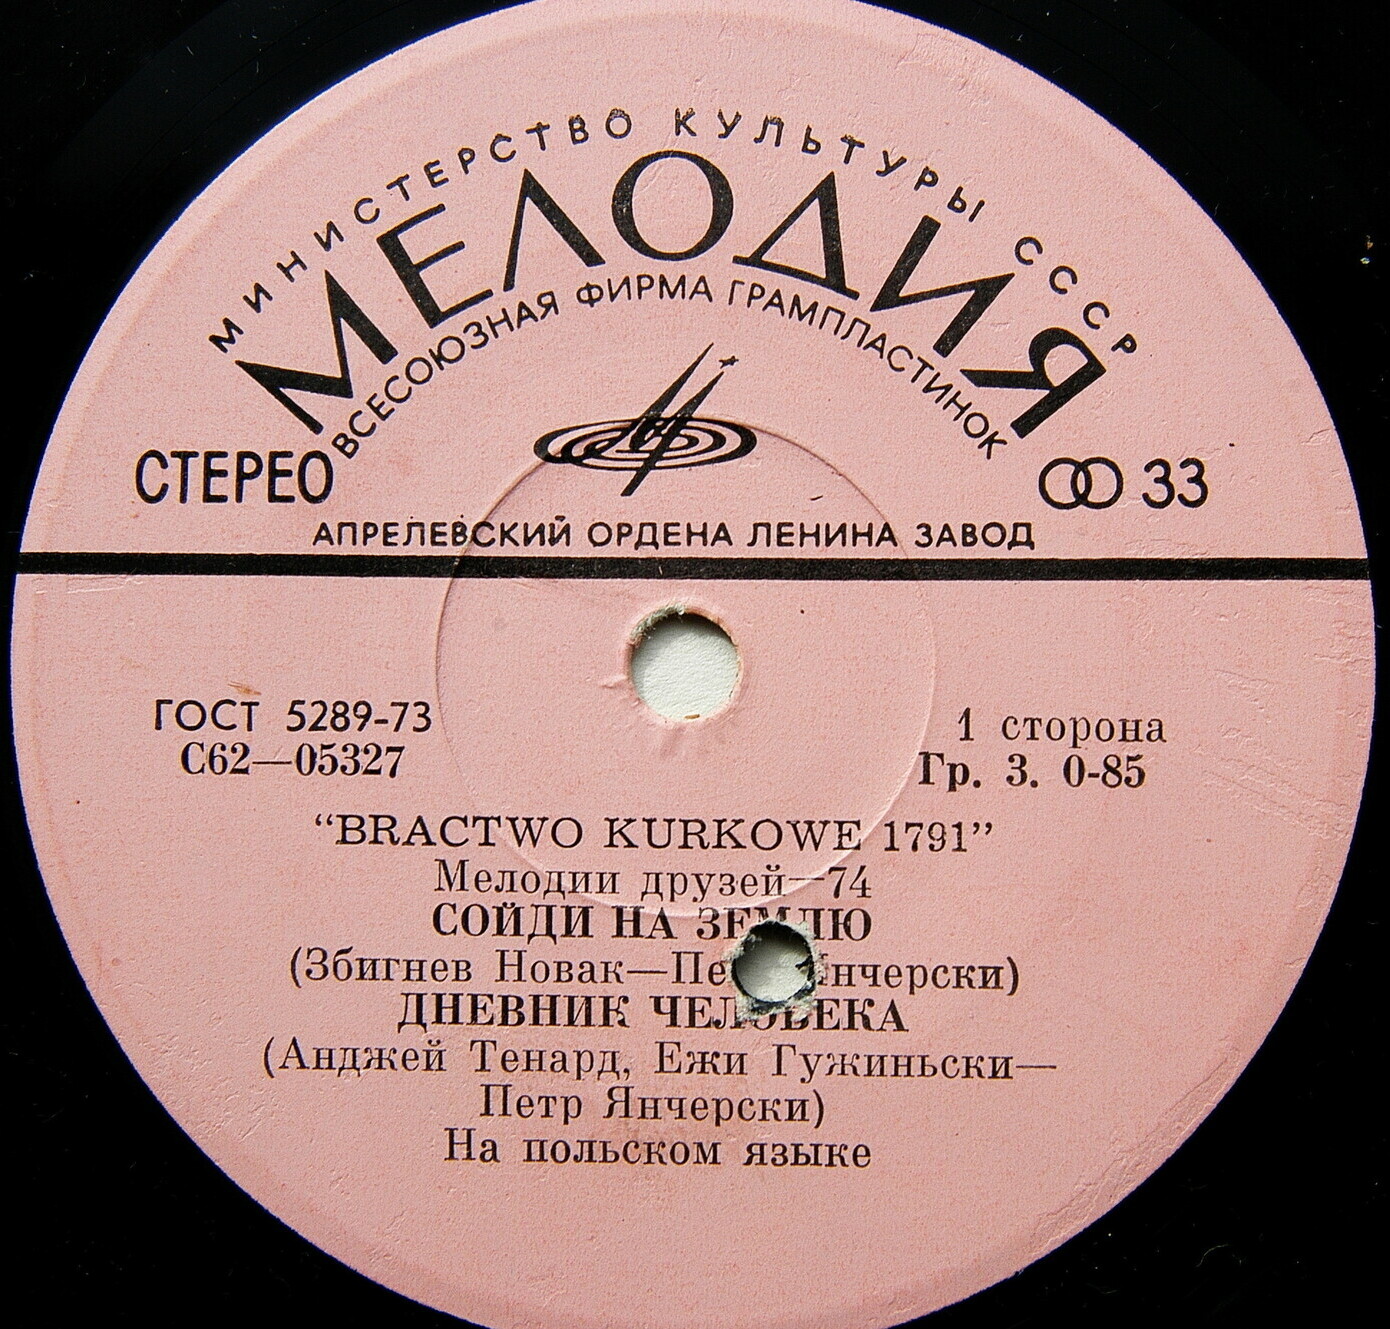 МИНИСТЕРСТВО КУЛЬТУРЫ СССР
МЕЛОДИЯ
ВСЕСОЮЗНАЯ ФИРМА ГРАМПЛАСТИНОК
СТЕРЕО
33
АПРЕЛЕВСКИЙ ОРДЕНА ЛЕНИНА ЗАВОД
ГОСТ 5289-73
С62—05327
1 сторона
Гр. 3. 0-85
“BRACTWO KURKOWE 1791”
Мелодии друзей—74
СОЙДИ НА ЗЕМЛЮ
(Збигнев Новак—
ДНЕВНИК ЧЕЛОВЕКА
(Анджей Тенард, Ежи Гужиньски—
Петр Янчерски)
На польском языке